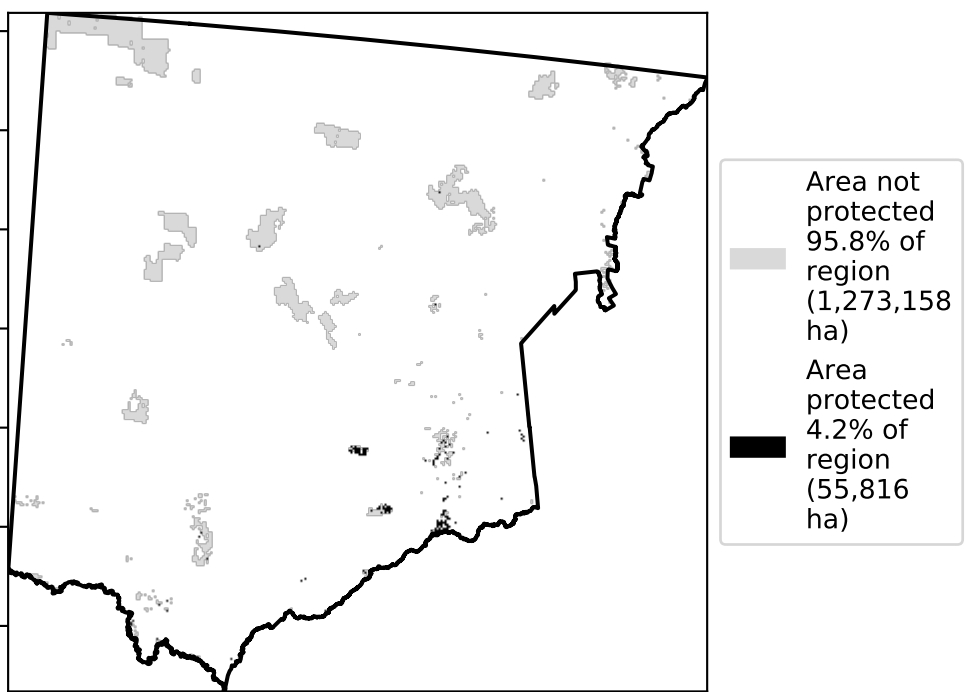 Area not
protected
95.8% of
region
(1,273,158
ha)
Area
protected
4.2% of
region
(55,816
ha)